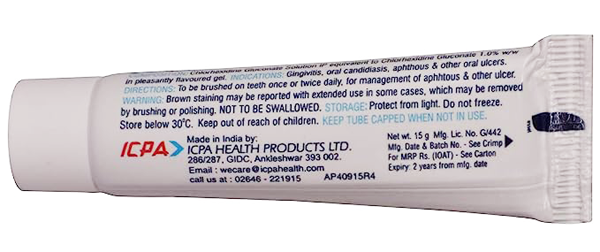 Chlorhexidine Gluconate Solution IP equivalent to Chlorhexidine Gluconate 1.0% w/w
in pleasantly flavoured gel. INDICATIONS: Gingivitis, oral candidiasis, aphthous & other oral ulcers.
DIRECTIONS: To be brushed on teeth once or twice daily, for management of aphhtous & other ulcer.
WARNING: Brown staining may be reported with extended use in some cases, which may be removed
by brushing or polishing. NOT TO BE SWALLOWED. STORAGE: Protect from light. Do not freeze.
Store below 30°C. Keep out of reach of children. KEEP TUBE CAPPED WHEN NOT IN USE.
ICPA
Made in India by:
ICPA HEALTH PRODUCTS LTD.
286/287, GIDC, Ankleshwar 393 002.
Email : wecare@icpahealth.com
call us at : 02646 - 221915 AP40915R4
Net wt. 15 g Mfg. Lic. No. G/442
Mfg. Date & Batch No. - See Crimp
For MRP Rs. (IOAT) - See Carton
Expiry: 2 years from mfg. date